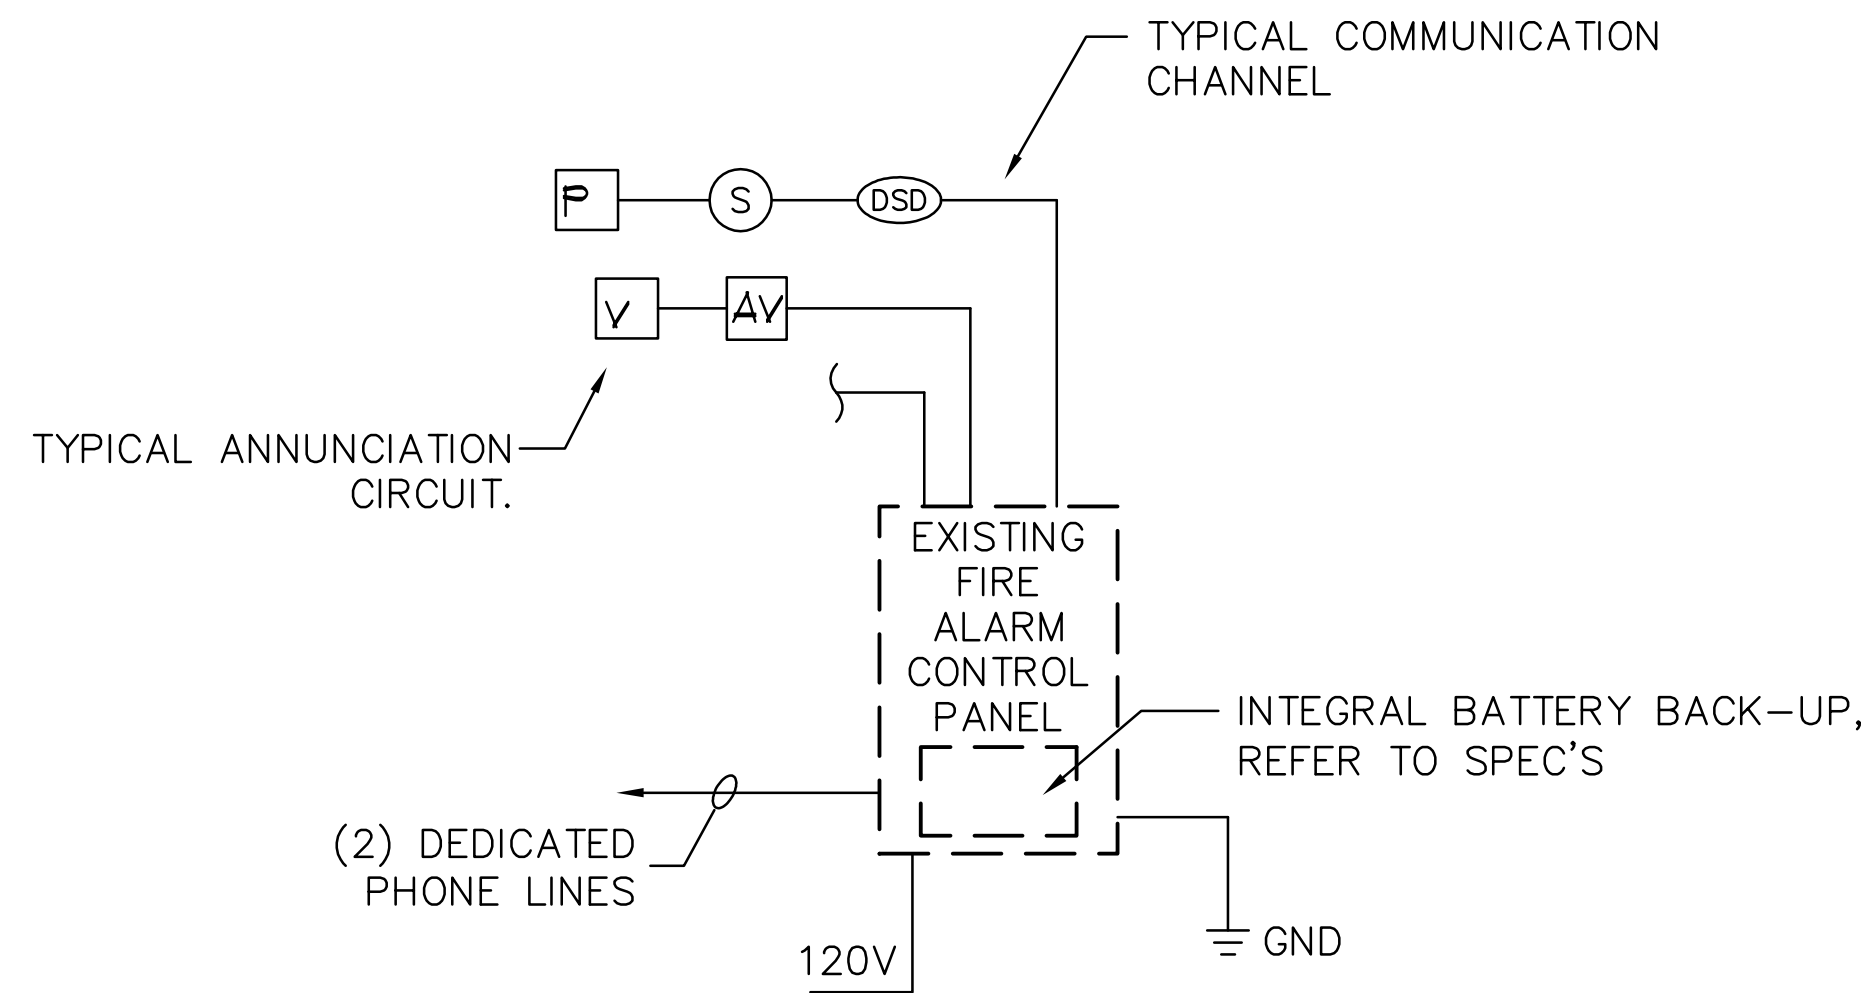 TYPICAL COMMUNICATION
CHANNEL
P
S
DSD
V
AV
TYPICAL ANNUNCIATION
CIRCUIT.
EXISTING
FIRE
ALARM
CONTROL
PANEL
INTEGRAL BATTERY BACK-UP,
REFER TO SPEC'S
(2) DEDICATED
PHONE LINES
120V
GND